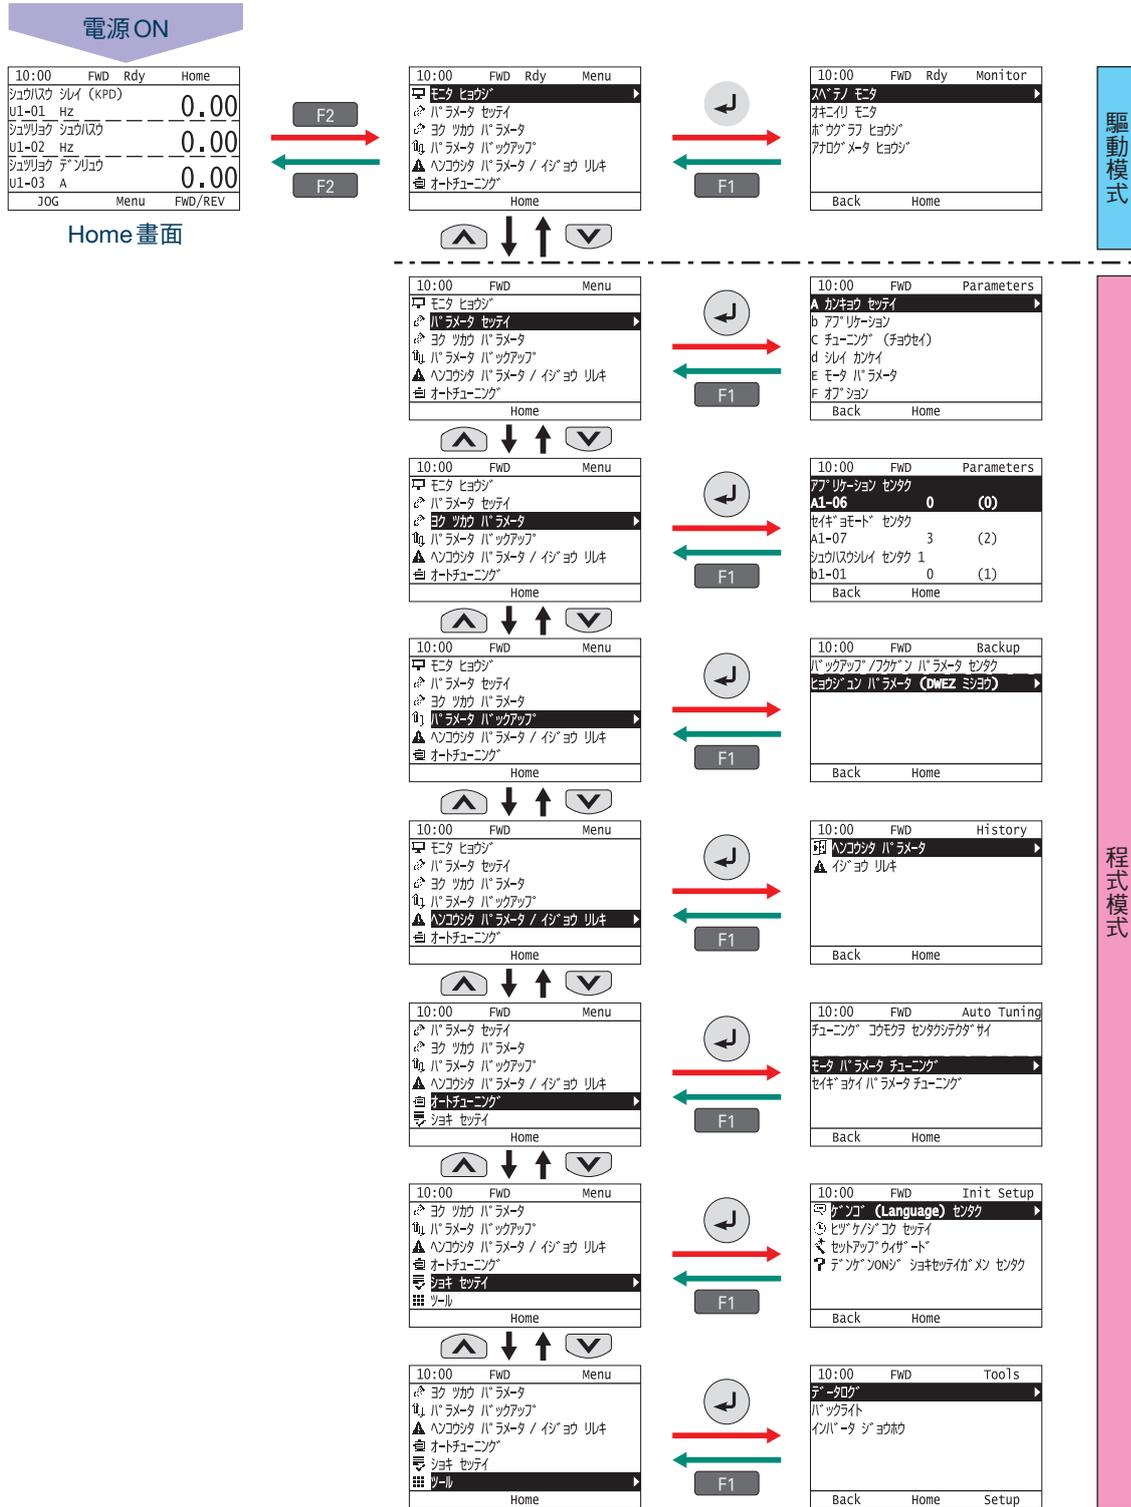 電源ON
10:00 FWD Rdy Home
シュウハスウ シレイ (KPD)
U1-01 Hz 0.00
シュツリョク シュウハスウ
U1-02 Hz 0.00
シュツリョク デンリュウ
U1-03 A 0.00
JOG Menu FWD/REV
Home畫面
F2
F2
10:00 FWD Rdy Menu
モニタ ヒョウジ
パラメータ セッテイ
ヨク ツカウ パラメータ
パラメータ バックアップ
ヘンコウシタ パラメータ / イジョウ リレキ
オートチューニング
Home
F1
10:00 FWD Rdy Monitor
スベテノ モニタ
オキニイリ モニタ
ボウグラフ ヒョウジ
アナログメータ ヒョウジ
Back Home
驅動模式
10:00 FWD Menu
モニタ ヒョウジ
パラメータ セッテイ
ヨク ツカウ パラメータ
パラメータ バックアップ
ヘンコウシタ パラメータ / イジョウ リレキ
オートチューニング
Home
F1
10:00 FWD Parameters
A カンキョウ セッテイ
b アプリケーション
C チューニング (チョウセイ)
d シレイ カンケイ
E モータ パラメータ
F オプション
Back Home
10:00 FWD Menu
モニタ ヒョウジ
パラメータ セッテイ
ヨク ツカウ パラメータ
パラメータ バックアップ
ヘンコウシタ パラメータ / イジョウ リレキ
オートチューニング
Home
F1
10:00 FWD Parameters
アプリケーション センタク
A1-06 0 (0)
セイギョモード センタク
A1-07 3 (2)
シュウハスウシレイ センタク 1
b1-01 0 (1)
Back Home
10:00 FWD Menu
モニタ ヒョウジ
パラメータ セッテイ
ヨク ツカウ パラメータ
パラメータ バックアップ
ヘンコウシタ パラメータ / イジョウ リレキ
オートチューニング
Home
F1
10:00 FWD Backup
バックアップ/フクゲン パラメータ センタク
ヒョウジュン パラメータ (DWEZ ミショウ)
Back Home
10:00 FWD Menu
モニタ ヒョウジ
パラメータ セッテイ
ヨク ツカウ パラメータ
パラメータ バックアップ
ヘンコウシタ パラメータ / イジョウ リレキ
オートチューニング
Home
F1
10:00 FWD History
ヘンコウシタ パラメータ
イジョウ リレキ
Back Home
程式模式
10:00 FWD Menu
パラメータ セッテイ
ヨク ツカウ パラメータ
パラメータ バックアップ
ヘンコウシタ パラメータ / イジョウ リレキ
オートチューニング
ショキ セッテイ
Home
F1
10:00 FWD Auto Tuning
チューニング コウモクヲ センタクシテクダサイ
モータ パラメータ チューニング
セイギョケイ パラメータ チューニング
Back Home
10:00 FWD Menu
ヨク ツカウ パラメータ
パラメータ バックアップ
ヘンコウシタ パラメータ / イジョウ リレキ
オートチューニング
ショキ セッテイ
ツール
Home
F1
10:00 FWD Init Setup
ゲンゴ (Language) センタク
ヒヅケ/ジコク セッテイ
セットアップウィザード
デンゲンONジ ショキセッテイガメン センタク
Back Home
10:00 FWD Menu
ヨク ツカウ パラメータ
パラメータ バックアップ
ヘンコウシタ パラメータ / イジョウ リレキ
オートチューニング
ショキ セッテイ
ツール
Home
F1
10:00 FWD Tools
データログ
バックライト
インバータ ジョウホウ
Back Home Setup